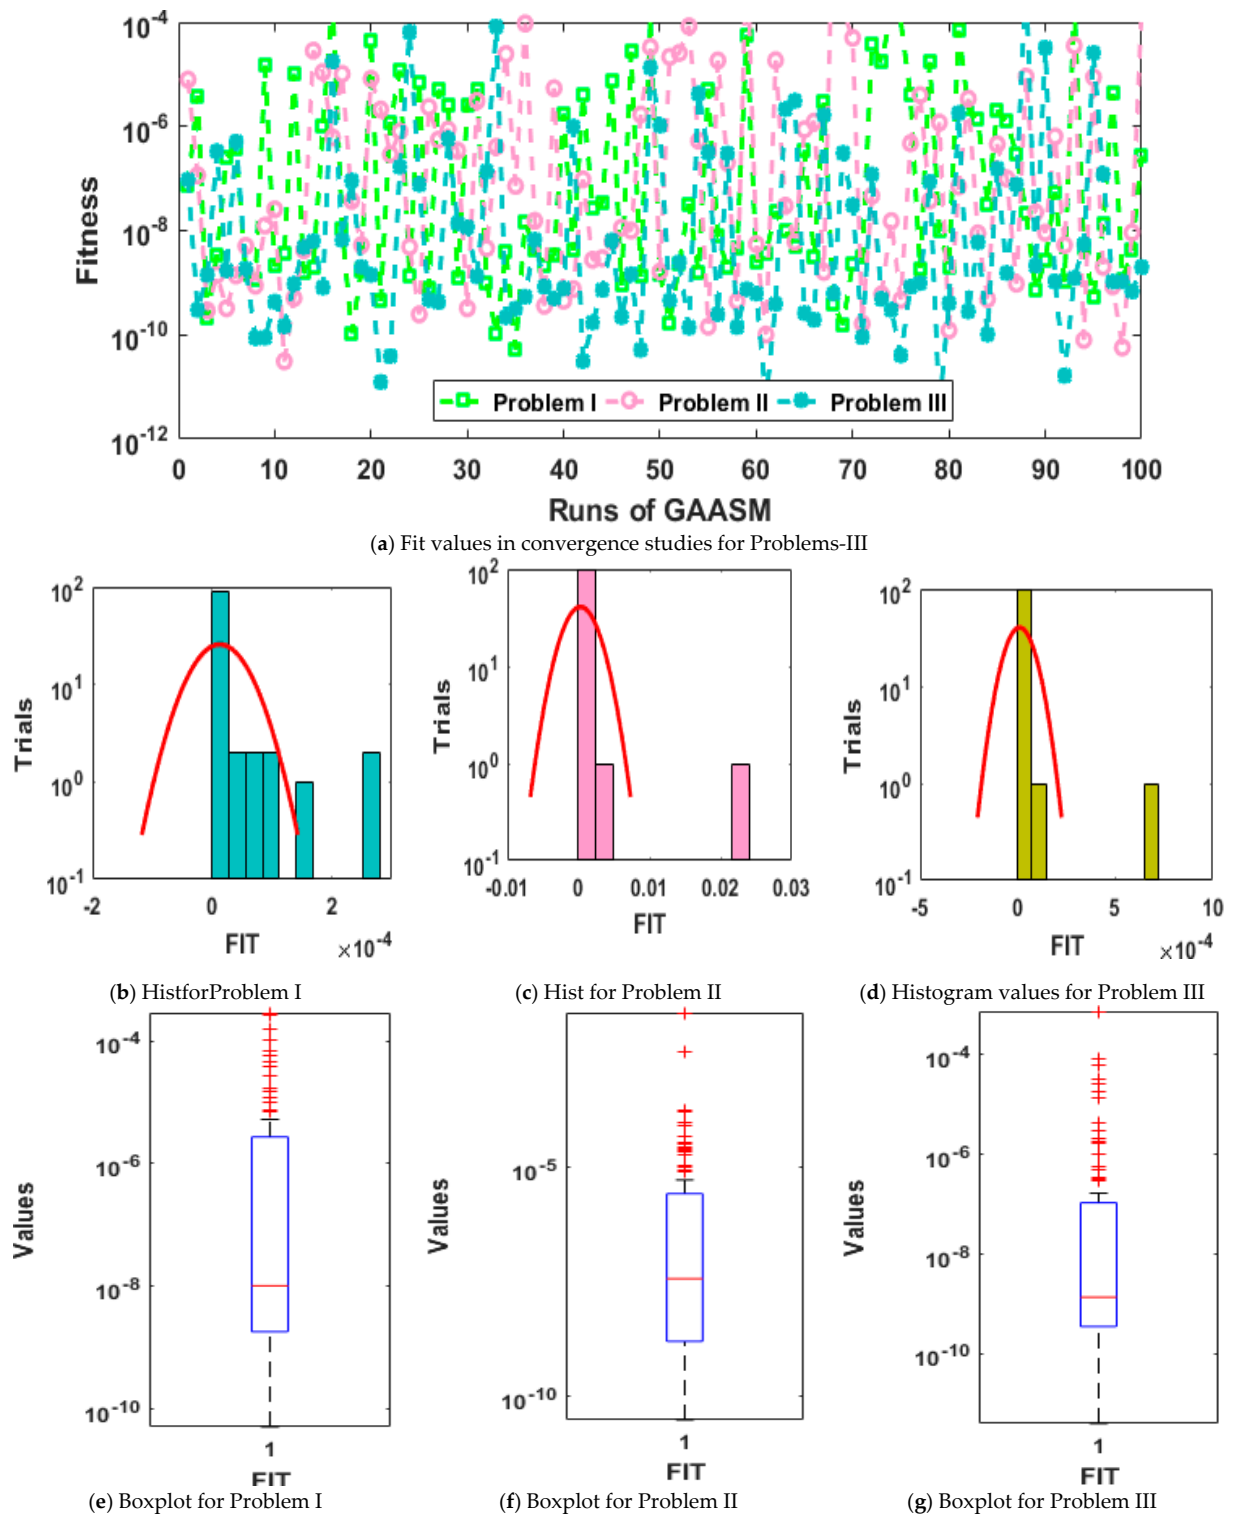 10^-4
10^-6
10^-8
10^-10
10^-12
Fitness
Problem I Problem II Problem III
0 10 20 30 40 50 60 70 80 90 100
Runs of GAASM
(a) Fit values in convergence studies for Problems-III
10^2
10^1
10^0
10^-1
Trials
-2 0 2
FIT ×10^-4
(b) HistforProblem I
10^2
10^1
10^0
10^-1
Trials
-0.01 0 0.01 0.02 0.03
FIT
(c) Hist for Problem II
10^2
10^1
10^0
10^-1
Trials
-5 0 5 10
FIT ×10^-4
(d) Histogram values for Problem III
10^-4
10^-6
10^-8
10^-10
Values
1
FIT
(e) Boxplot for Problem I
10^-5
10^-10
Values
1
FIT
(f) Boxplot for Problem II
10^-4
10^-6
10^-8
10^-10
Values
1
FIT
(g) Boxplot for Problem III